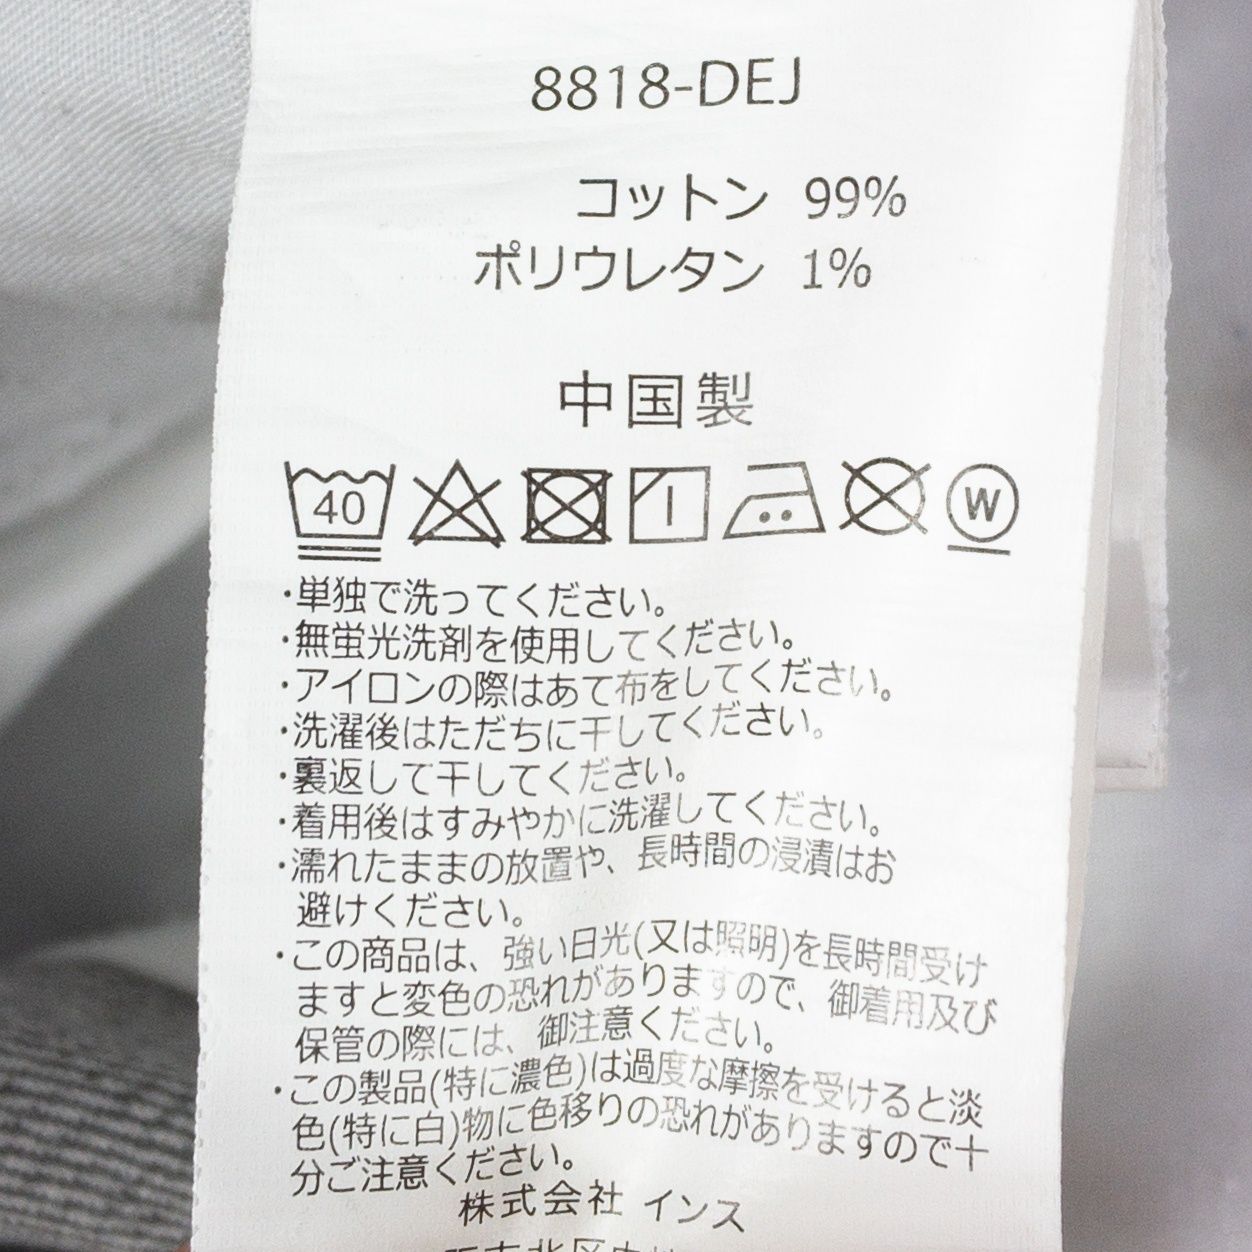 8818-DEJ
コットン 99%
ポリウレタン 1%
中国製
40
W
・単独で洗ってください。
・無蛍光洗剤を使用してください。
・アイロンの際はあて布をしてください。
・洗濯後はただちに干してください。
・裏返して干してください。
・着用後はすみやかに洗濯してください。
・濡れたままの放置や、長時間の浸漬はお
避けください。
・この商品は、強い日光(又は照明)を長時間受け
ますと変色の恐れがありますので、御着用及び
保管の際には、御注意ください。
・この製品(特に濃色)は過度な摩擦を受けると淡
色(特に白)物に色移りの恐れがありますので十
分ご注意ください。
株式会社 インス